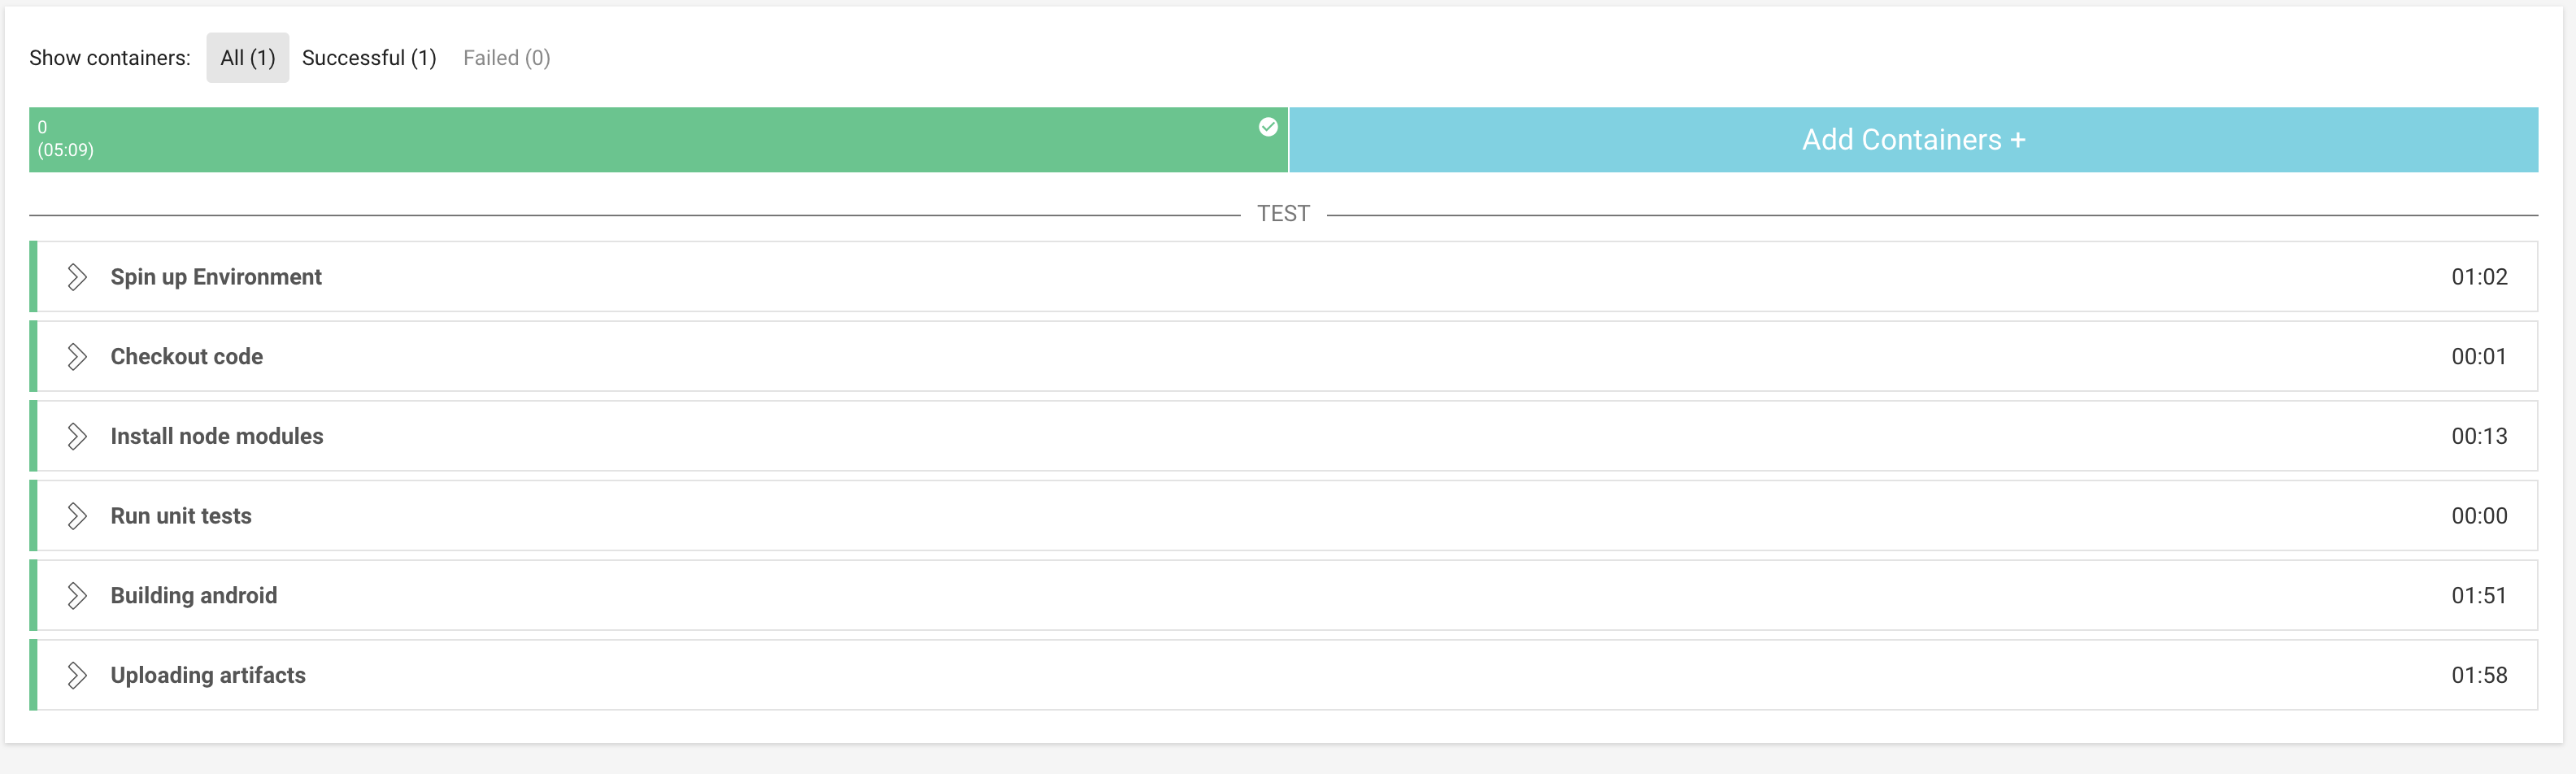 Show containers: All (1) Successful (1) Failed (0)
0
(05:09)
Add Containers +
TEST
Spin up Environment 01:02
Checkout code 00:01
Install node modules 00:13
Run unit tests 00:00
Building android 01:51
Uploading artifacts 01:58